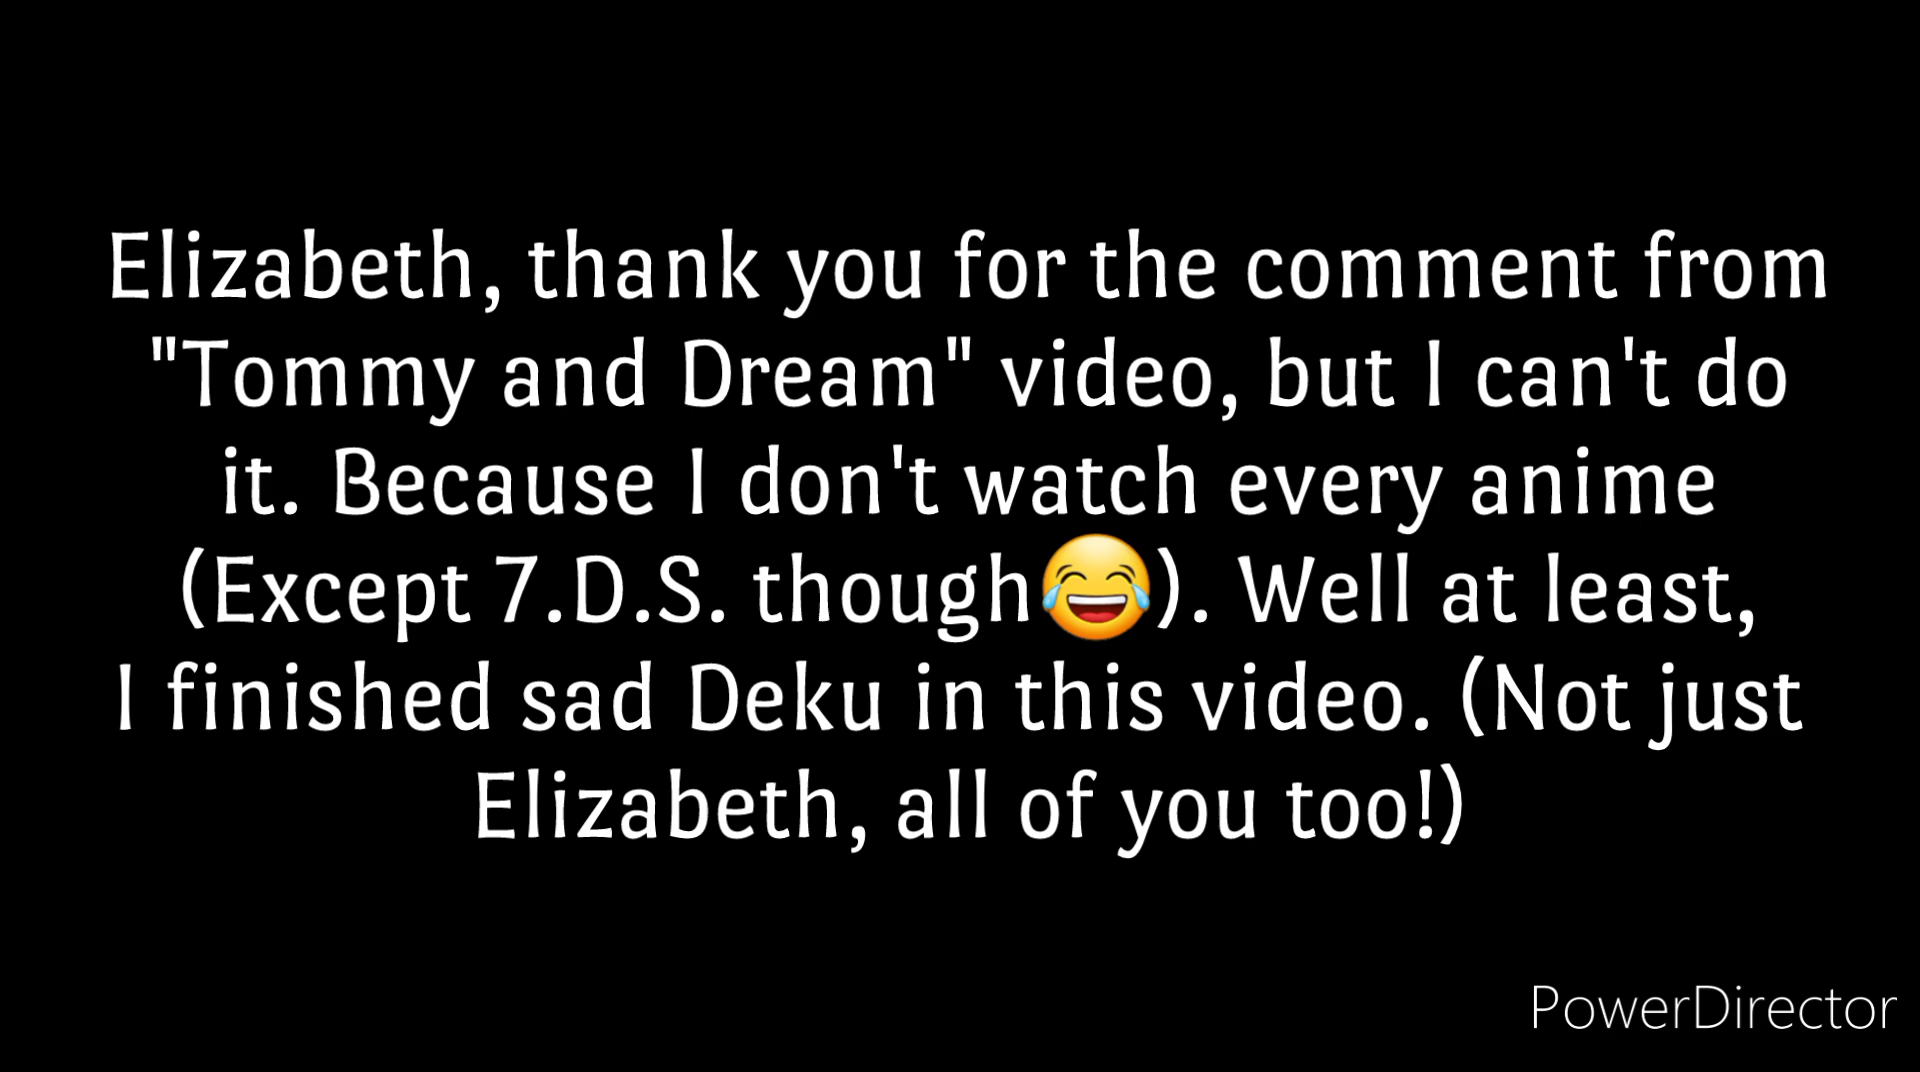 Elizabeth, thank you for the comment from
"Tommy and Dream" video, but I can't do
it. Because I don't watch every anime
(Except 7.D.S. though😂). Well at least,
I finished sad Deku in this video. (Not just
Elizabeth, all of you too!)
PowerDirector